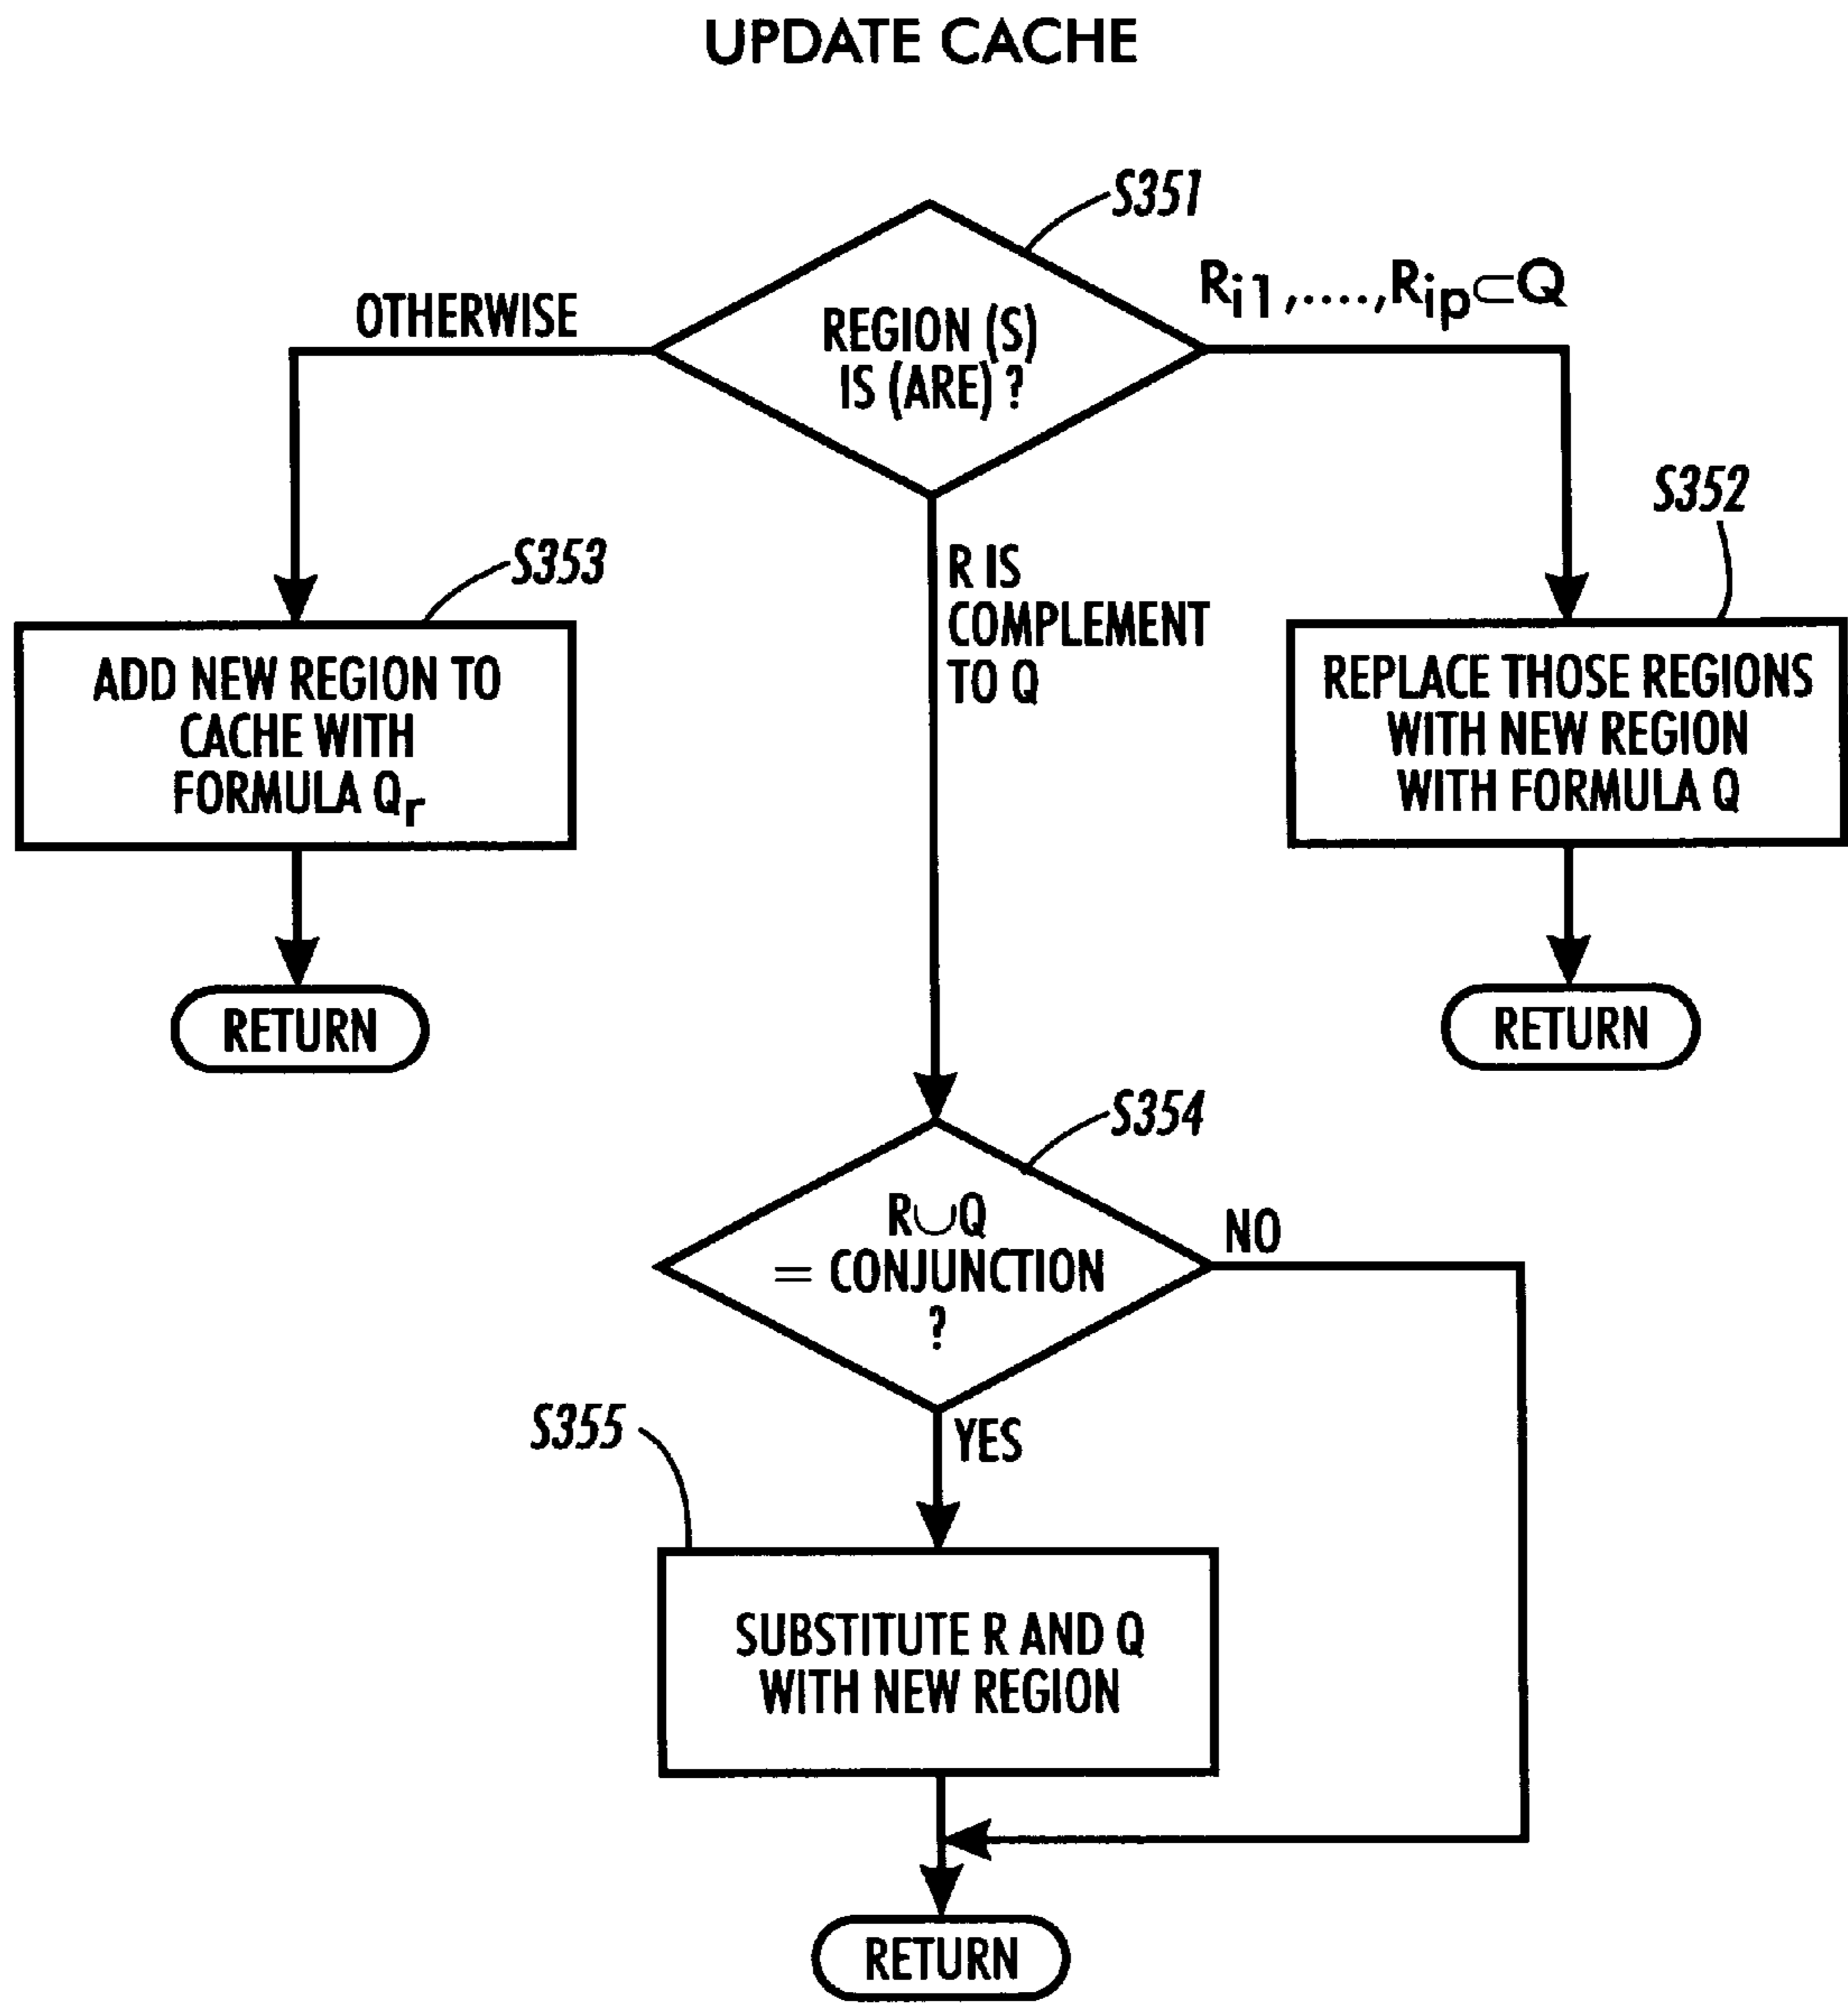 UPDATE CACHE
S351
OTHERWISE
REGION (S)
IS (ARE) ?
Ri1 ,....,Rip⊂Q
S352
S353
R IS
COMPLEMENT
TO Q
ADD NEW REGION TO
CACHE WITH
FORMULA Qr
REPLACE THOSE REGIONS
WITH NEW REGION
WITH FORMULA Q
RETURN
RETURN
S354
R∪Q
= CONJUNCTION
?
NO
YES
S355
SUBSTITUTE R AND Q
WITH NEW REGION
RETURN